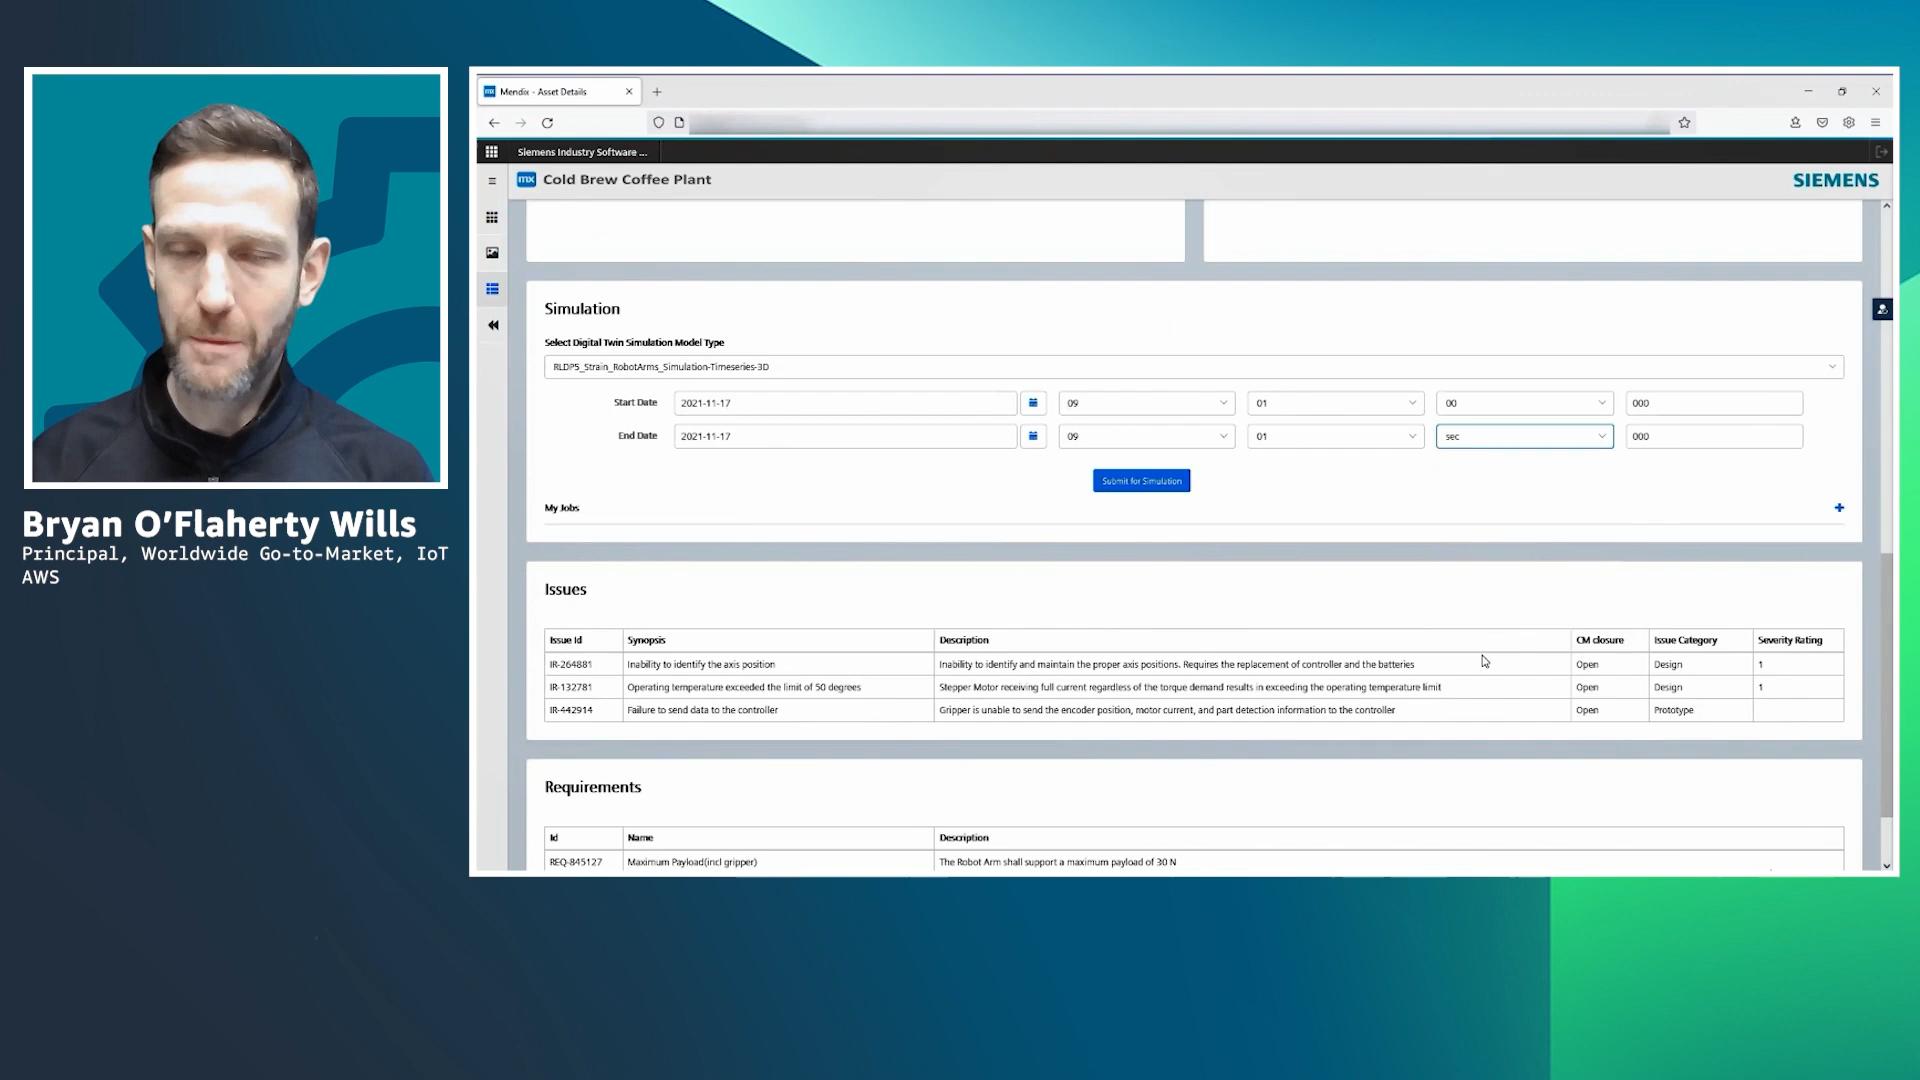 Mendix - Asset Details
Siemens Industry Software ...
mx Cold Brew Coffee Plant
SIEMENS
Simulation
Select Digital Twin Simulation Model Type
RLDP5_Strain_RobotArms_Simulation-Timeseries-3D
Start Date 2021-11-17 09 01 00 000
End Date 2021-11-17 09 01 sec 000
Submit for Simulation
My Jobs
Issues
Issue Id Synopsis Description CM closure Issue Category Severity Rating
IR-264881 Inability to identify the axis position Inability to identify and maintain the proper axis positions. Requires the replacement of controller and the batteries Open Design 1
IR-132781 Operating temperature exceeded the limit of 50 degrees Stepper Motor receiving full current regardless of the torque demand results in exceeding the operating temperature limit Open Design 1
IR-442914 Failure to send data to the controller Gripper is unable to send the encoder position, motor current, and part detection information to the controller Open Prototype
Requirements
Id Name Description
REQ-845127 Maximum Payload(incl gripper) The Robot Arm shall support a maximum payload of 30 N
Bryan O’Flaherty Wills
Principal, Worldwide Go-to-Market, IoT
AWS